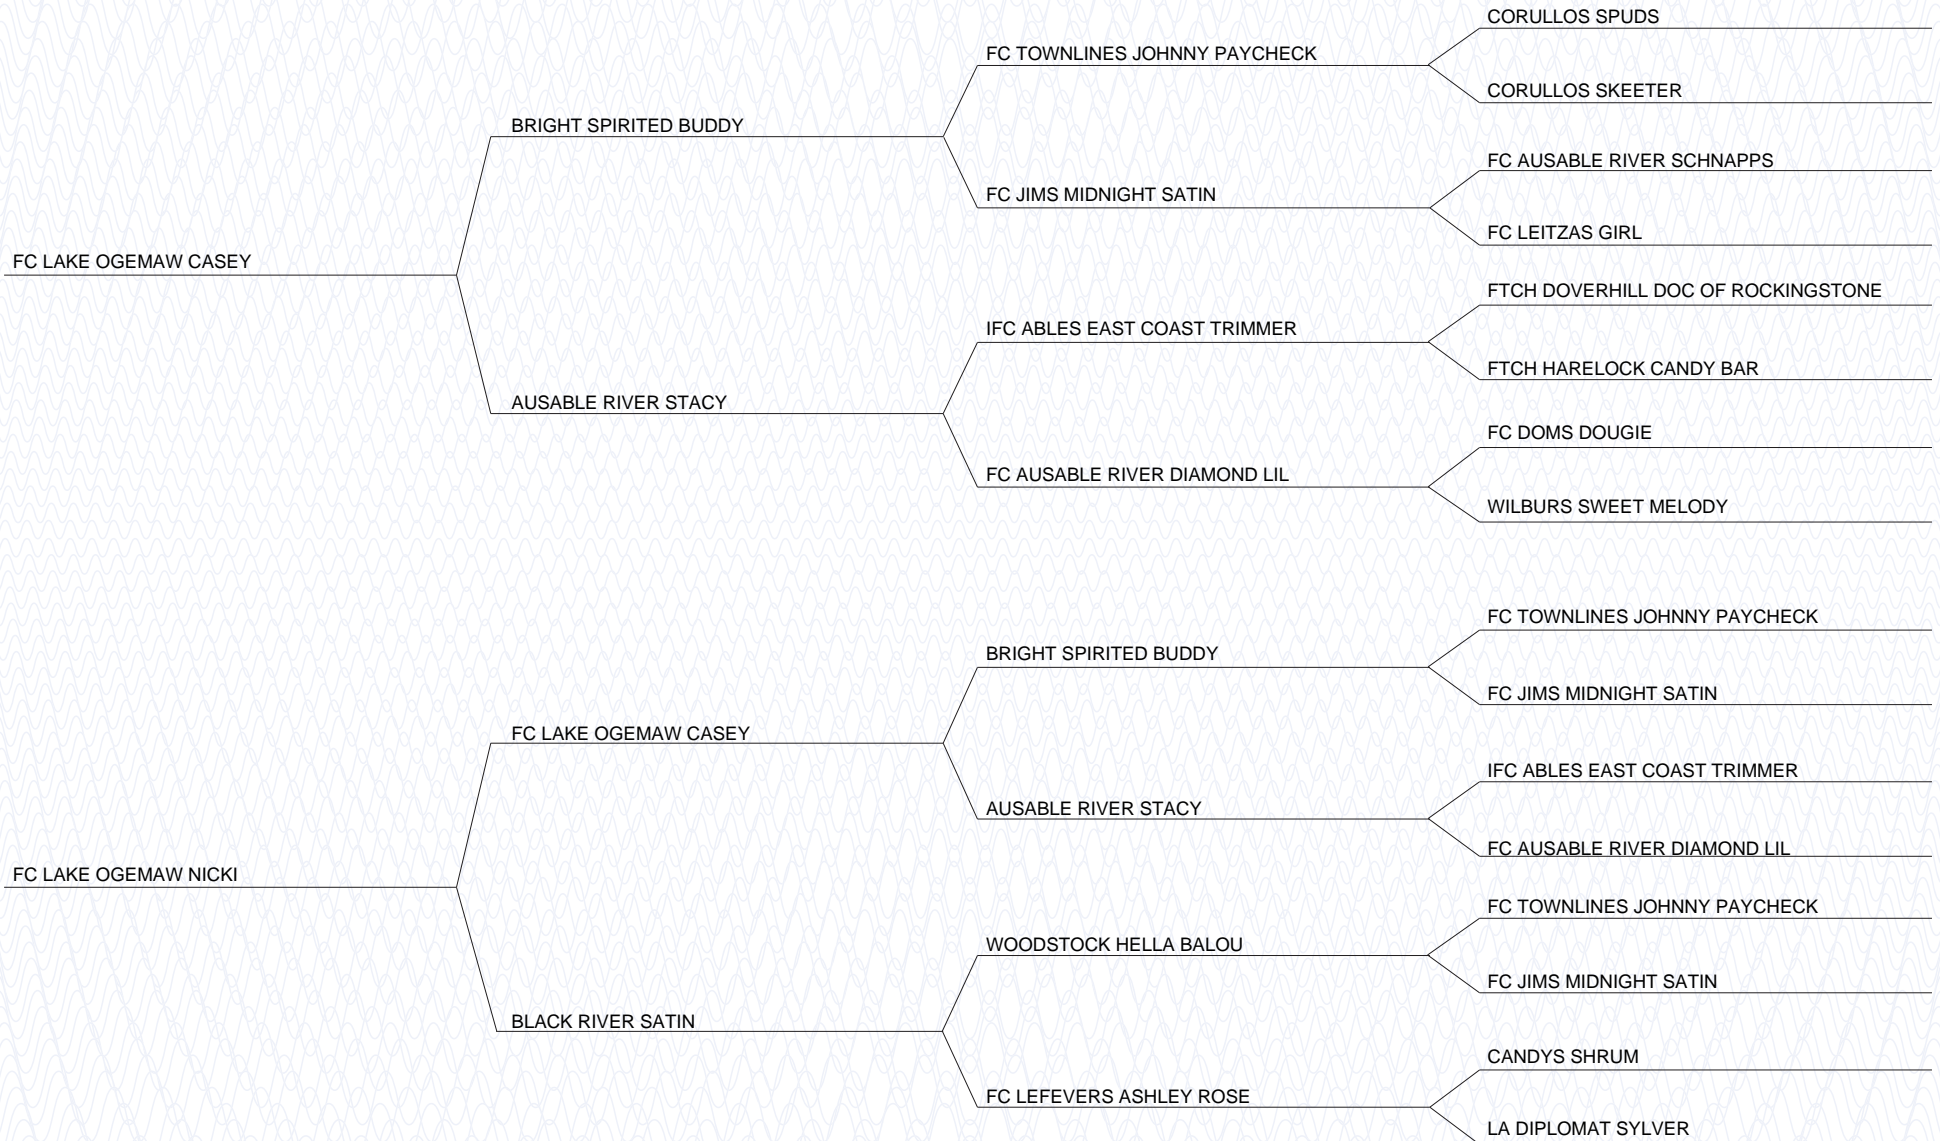 CORULLOS SPUDS
FC TOWNLINES JOHNNY PAYCHECK
CORULLOS SKEETER
BRIGHT SPIRITED BUDDY
FC AUSABLE RIVER SCHNAPPS
FC JIMS MIDNIGHT SATIN
FC LEITZAS GIRL
FC LAKE OGEMAW CASEY
FTCH DOVERHILL DOC OF ROCKINGSTONE
IFC ABLES EAST COAST TRIMMER
FTCH HARELOCK CANDY BAR
AUSABLE RIVER STACY
FC DOMS DOUGIE
FC AUSABLE RIVER DIAMOND LIL
WILBURS SWEET MELODY
FC TOWNLINES JOHNNY PAYCHECK
BRIGHT SPIRITED BUDDY
FC JIMS MIDNIGHT SATIN
FC LAKE OGEMAW CASEY
IFC ABLES EAST COAST TRIMMER
AUSABLE RIVER STACY
FC AUSABLE RIVER DIAMOND LIL
FC LAKE OGEMAW NICKI
FC TOWNLINES JOHNNY PAYCHECK
WOODSTOCK HELLA BALOU
FC JIMS MIDNIGHT SATIN
BLACK RIVER SATIN
CANDYS SHRUM
FC LEFEVERS ASHLEY ROSE
LA DIPLOMAT SYLVER